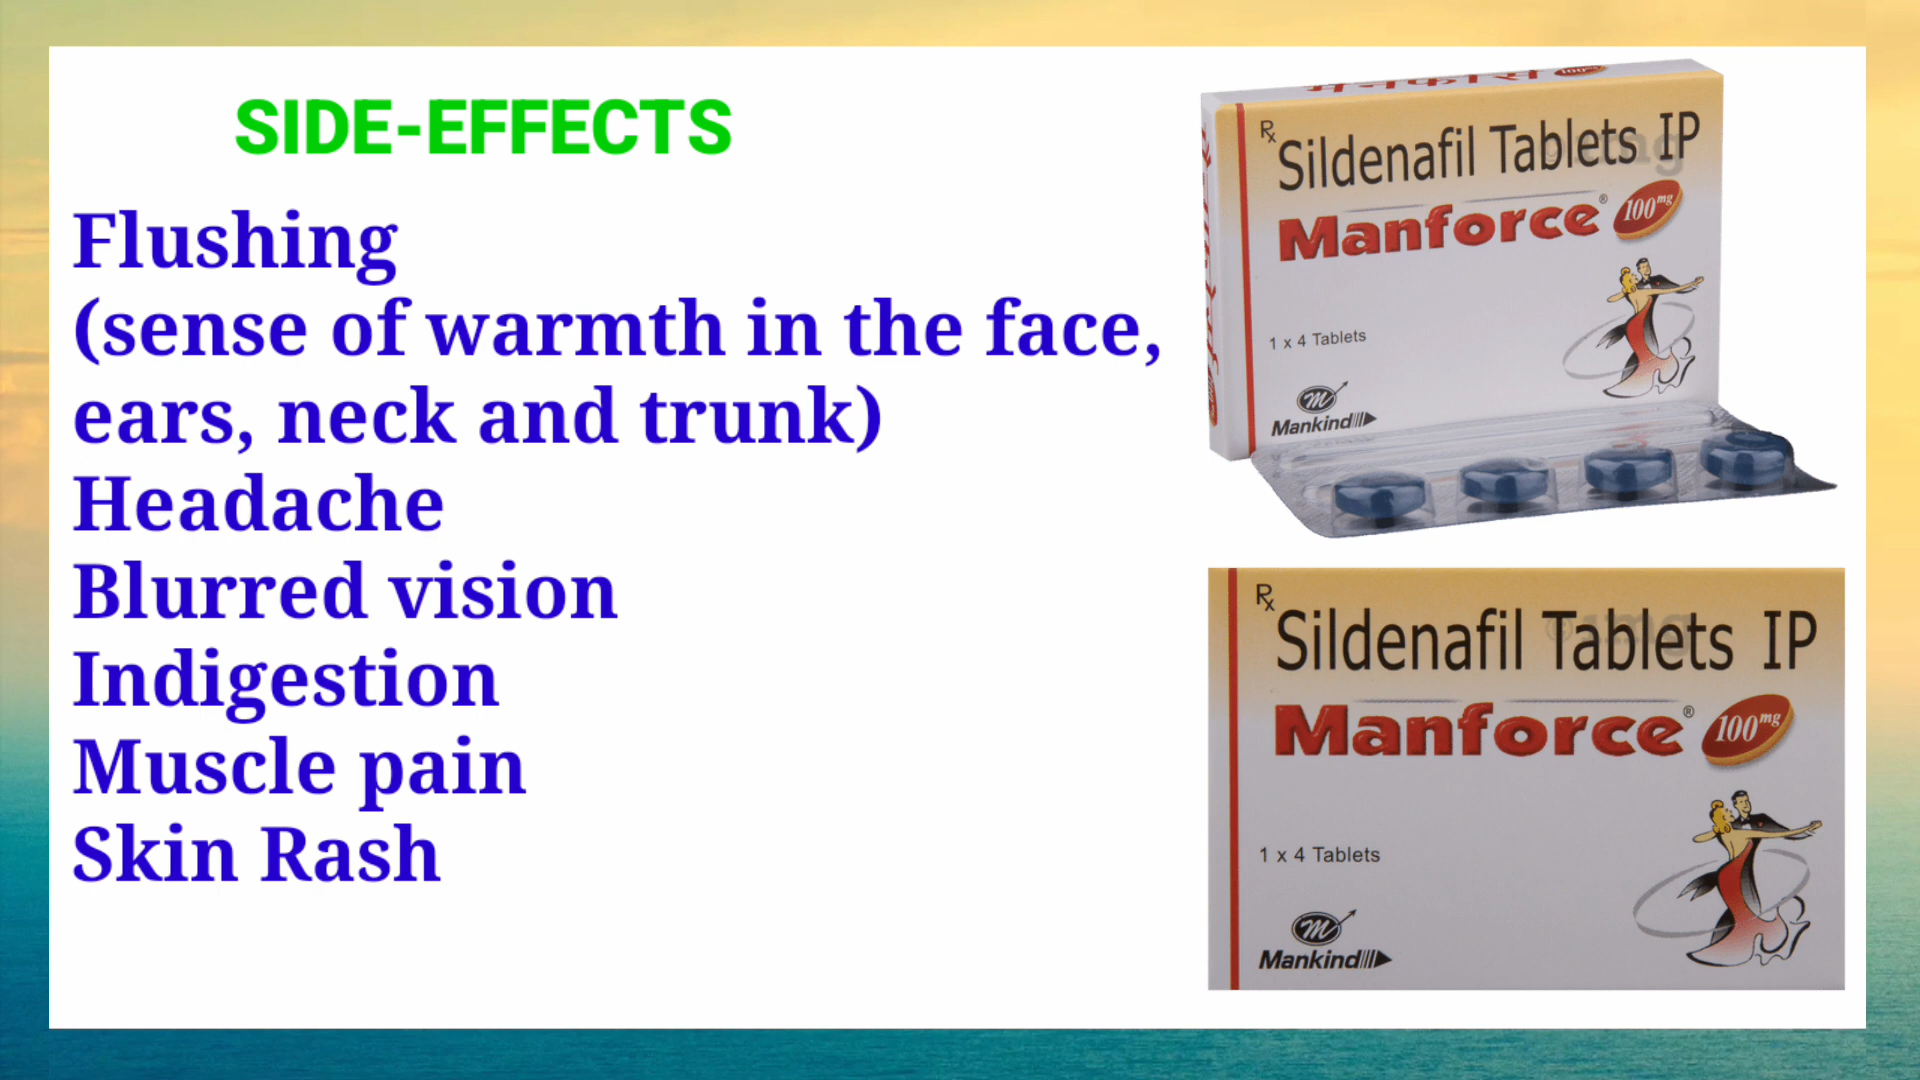 SIDE-EFFECTS
Flushing
(sense of warmth in the face,
ears, neck and trunk)
Headache
Blurred vision
Indigestion
Muscle pain
Skin Rash
Rx
Sildenafil Tablets IP
Manforce® 100mg
1 x 4 Tablets
Mankind
Rx
Sildenafil Tablets IP
Manforce® 100mg
1 x 4 Tablets
Mankind